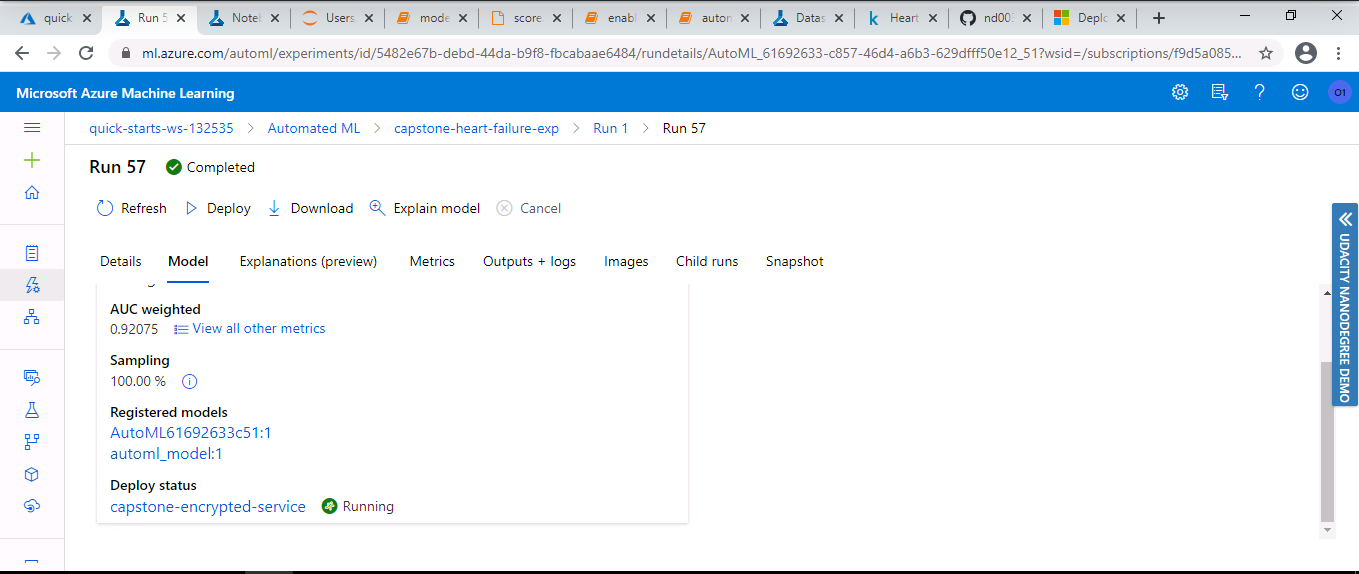 quick
Run 5
Noteb
Users
mode
score.
enabl
auton
Datas
Heart
nd003
Deplo
ml.azure.com/automl/experiments/id/5482e67b-debd-44da-b9f8-fbcabaae6484/rundetails/AutoML_61692633-c857-46d4-a6b3-629dfff50e12_51?wsid=/subscriptions/f9d5a085...
Microsoft Azure Machine Learning
O1
quick-starts-ws-132535 > Automated ML > capstone-heart-failure-exp > Run 1 > Run 57
Run 57 Completed
Refresh Deploy Download Explain model Cancel
Details Model Explanations (preview) Metrics Outputs + logs Images Child runs Snapshot
AUC weighted
0.92075 View all other metrics
Sampling
100.00 %
Registered models
AutoML61692633c51:1
automl_model:1
Deploy status
capstone-encrypted-service Running
UDACITY NANODEGREE DEMO